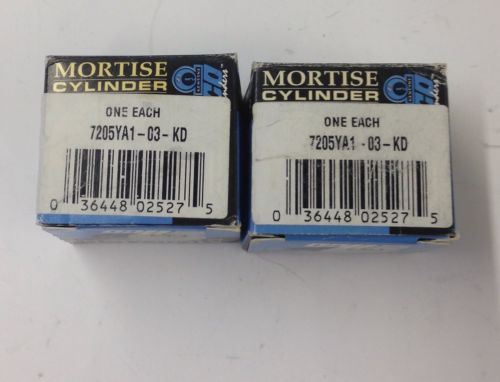 MORTISE
CYLINDER
ONE EACH
7205YA1-03-KD
0 36448 02527 5
MORTISE
CYLINDER
ONE EACH
7205YA1-03-KD
0 36448 02527 5